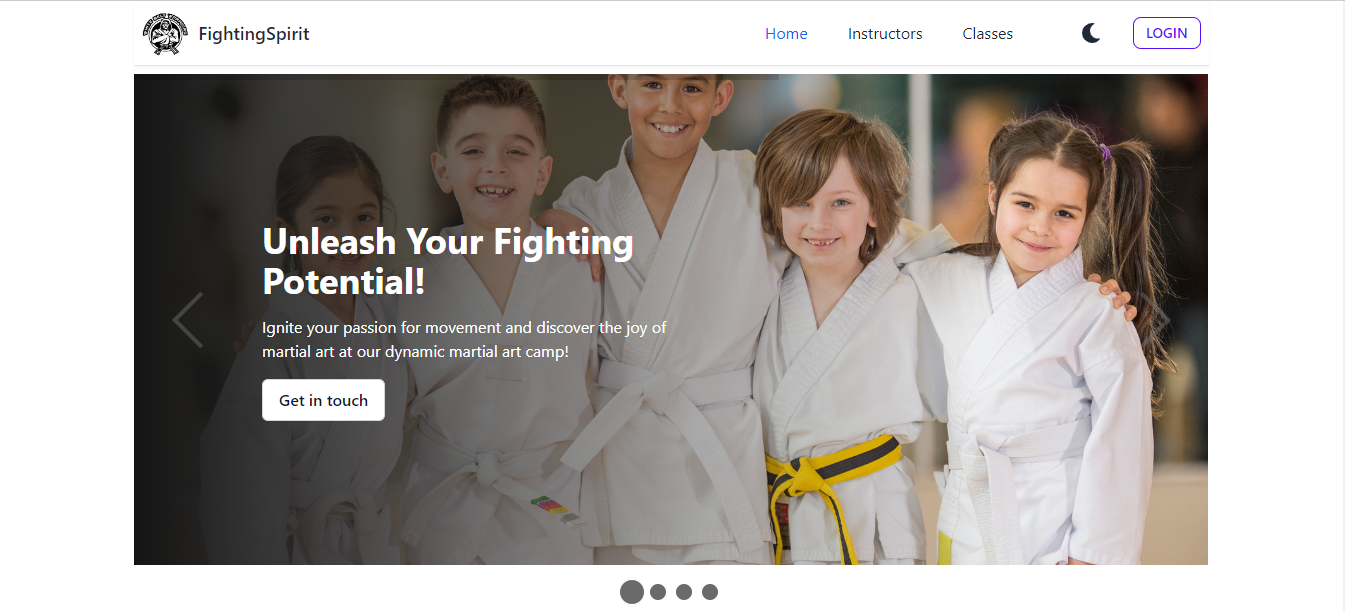 FightingSpirit
Home
Instructors
Classes
LOGIN
Unleash Your Fighting
Potential!
Ignite your passion for movement and discover the joy of
martial art at our dynamic martial art camp!
Get in touch